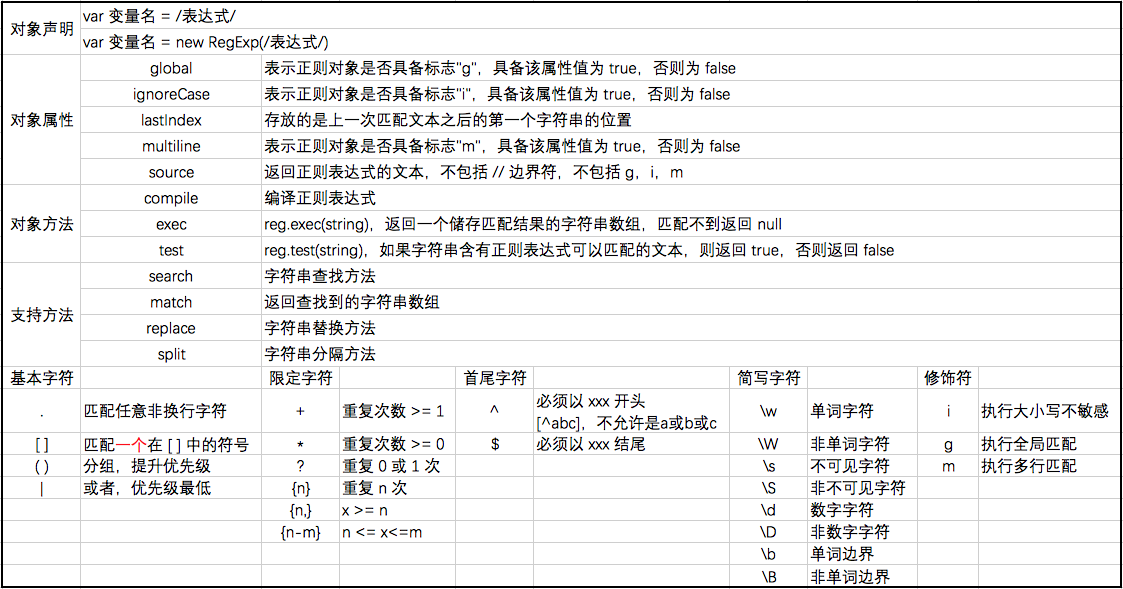 对象声明
var 变量名 = /表达式/
var 变量名 = new RegExp(/表达式/)
对象属性
global 表示正则对象是否具备标志"g"，具备该属性值为 true，否则为 false
ignoreCase 表示正则对象是否具备标志"i"，具备该属性值为 true，否则为 false
lastIndex 存放的是上一次匹配文本之后的第一个字符串的位置
multiline 表示正则对象是否具备标志"m"，具备该属性值为 true，否则为 false
source 返回正则表达式的文本，不包括 // 边界符，不包括 g，i，m
对象方法
compile 编译正则表达式
exec reg.exec(string)，返回一个储存匹配结果的字符串数组，匹配不到返回 null
test reg.test(string)，如果字符串含有正则表达式可以匹配的文本，则返回 true，否则返回 false
支持方法
search 字符串查找方法
match 返回查找到的字符串数组
replace 字符串替换方法
split 字符串分隔方法
基本字符 限定字符 首尾字符 简写字符 修饰符
. 匹配任意非换行字符 + 重复次数 >= 1 ^ 必须以 xxx 开头 \w 单词字符 i 执行大小写不敏感
[^abc]，不允许是a或b或c
[ ] 匹配一个在 [ ] 中的符号 * 重复次数 >= 0 $ 必须以 xxx 结尾 \W 非单词字符 g 执行全局匹配
( ) 分组，提升优先级 ? 重复 0 或 1 次 \s 不可见字符 m 执行多行匹配
| 或者，优先级最低 {n} 重复 n 次 \S 非不可见字符
{n,} x >= n \d 数字字符
{n-m} n <= x<=m \D 非数字字符
\b 单词边界
\B 非单词边界